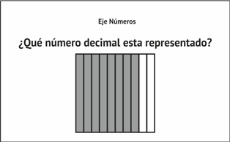 Eje Números
¿Qué número decimal esta representado?